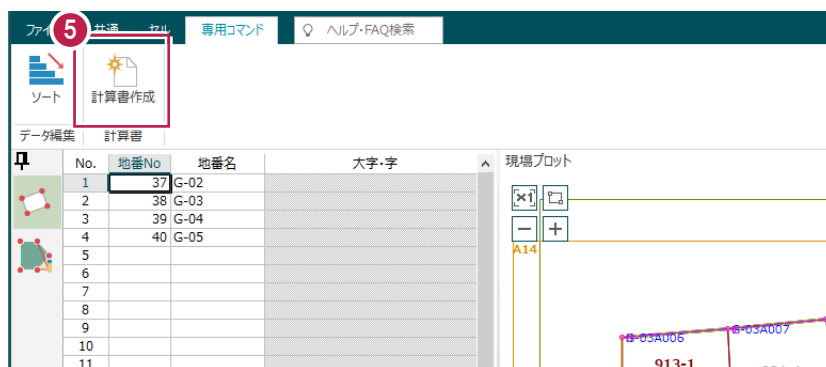 共通 セル 専用コマンド ヘルプ・FAQ検索
5
ソート 計算書作成
データ編集 計算書
No. 地番No 地番名 大字・字 現場プロット
1 37 G-02
2 38 G-03
3 39 G-04
4 40 G-05
5
6
7
8
9
10
11
×1
A14
G-03A006 G-03A007
913-1